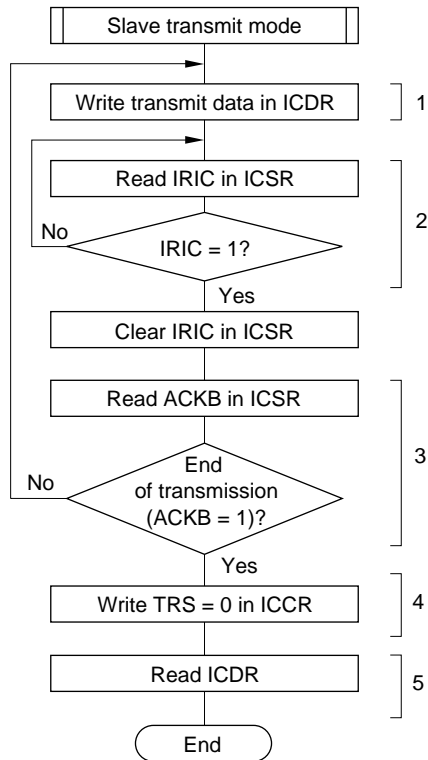 Slave transmit mode
Write transmit data in ICDR
1
Read IRIC in ICSR
2
No
IRIC = 1?
Yes
Clear IRIC in ICSR
Read ACKB in ICSR
3
End
No
of transmission
(ACKB = 1)?
Yes
Write TRS = 0 in ICCR
4
Read ICDR
5
End